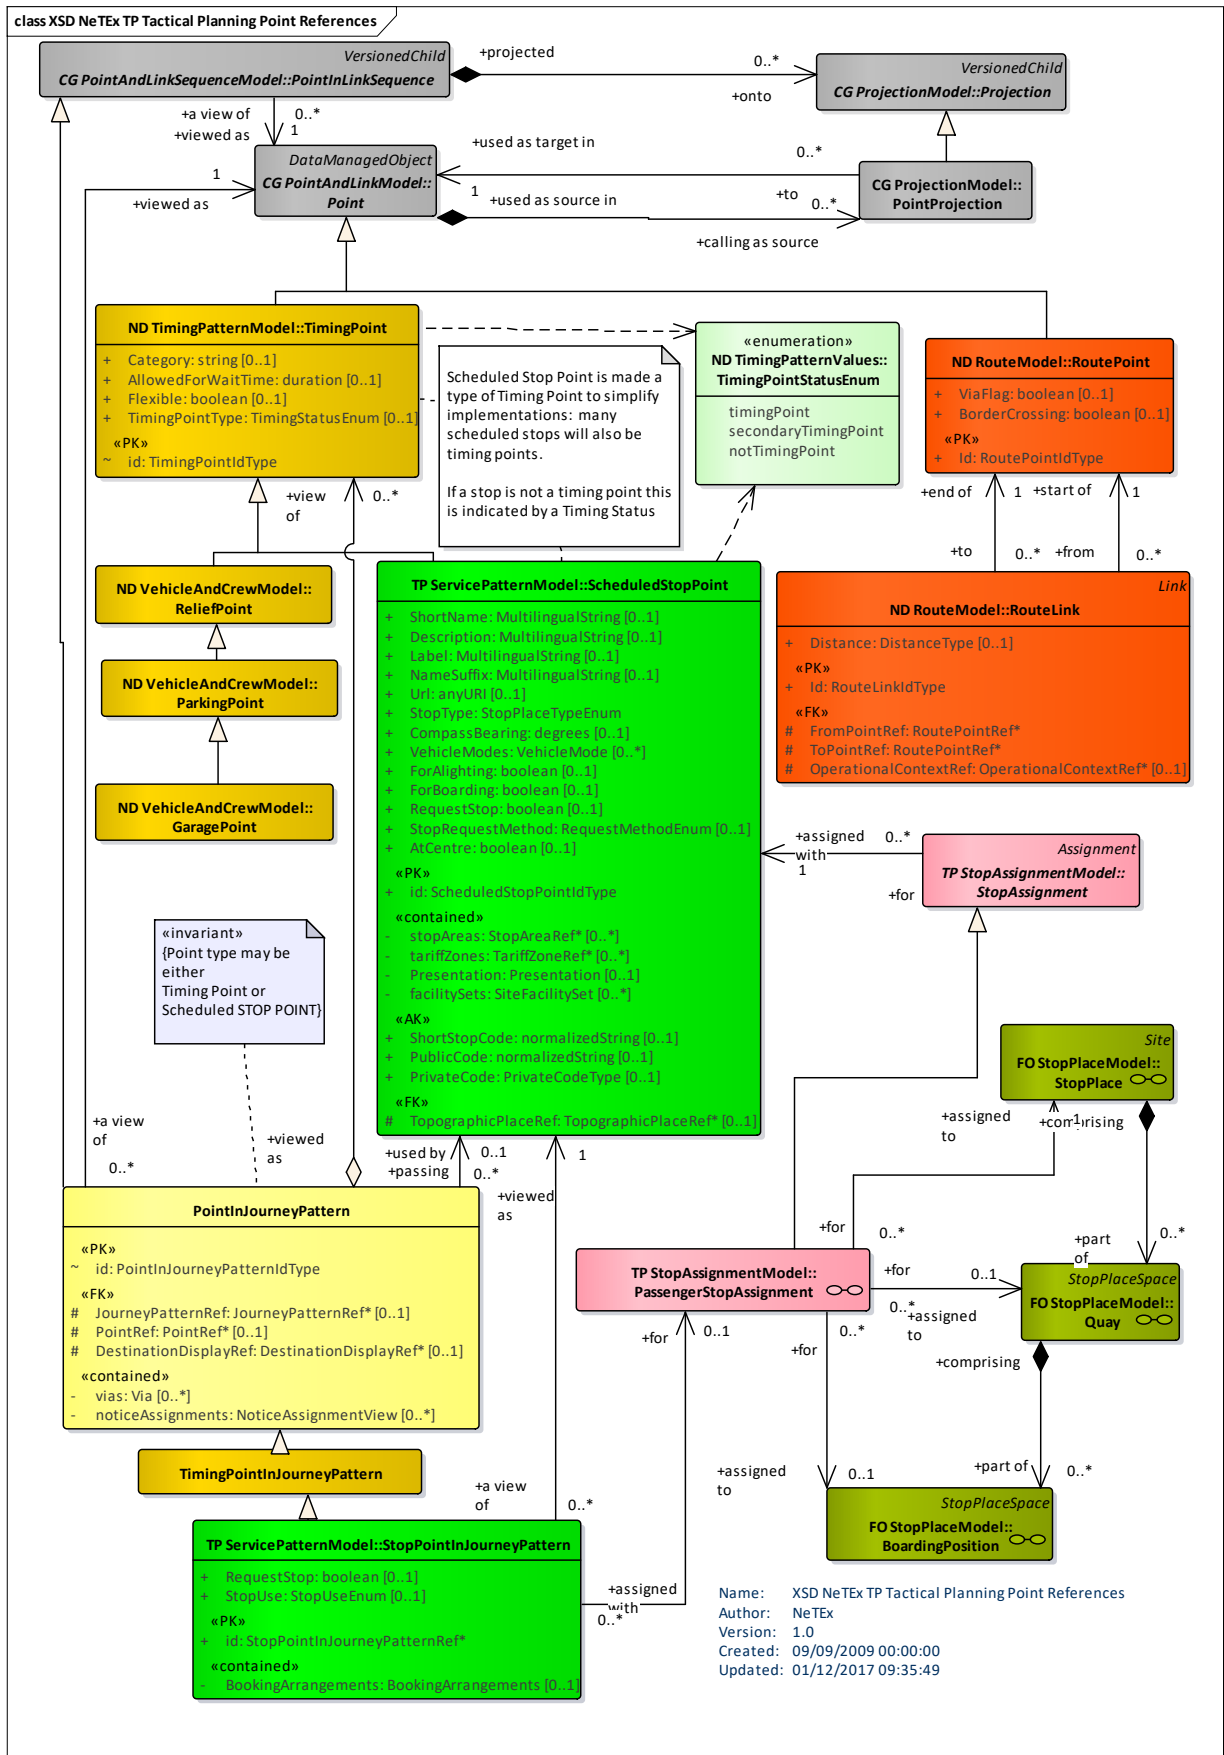 class XSD NeTEx TP Tactical Planning Point References
VersionedChild
CG PointAndLinkSequenceModel::PointInLinkSequence
+projected
0..*
+onto
VersionedChild
CG ProjectionModel::Projection
+a view of
0..*
+viewed as
1
DataManagedObject
CG PointAndLinkModel::
Point
1
+viewed as
+used as target in
0..*
1
+to
+used as source in
0..*
+calling as source
CG ProjectionModel::
PointProjection
ND TimingPatternModel::TimingPoint
+ Category: string [0..1]
+ AllowedForWaitTime: duration [0..1]
+ Flexible: boolean [0..1]
+ TimingPointType: TimingStatusEnum [0..1]
«PK»
~ id: TimingPointIdType
Scheduled Stop Point is made a
type of Timing Point to simplify
implementations: many
scheduled stops will also be
timing points.
If a stop is not a timing point this
is indicated by a Timing Status
«enumeration»
ND TimingPatternValues::
TimingPointStatusEnum
timingPoint
secondaryTimingPoint
notTimingPoint
ND RouteModel::RoutePoint
+ ViaFlag: boolean [0..1]
+ BorderCrossing: boolean [0..1]
«PK»
+ Id: RoutePointIdType
+view
of
0..*
+end of
1
+start of
1
+to
0..*
+from
0..*
ND VehicleAndCrewModel::
ReliefPoint
ND VehicleAndCrewModel::
ParkingPoint
ND VehicleAndCrewModel::
GaragePoint
TP ServicePatternModel::ScheduledStopPoint
+ ShortName: MultilingualString [0..1]
+ Description: MultilingualString [0..1]
+ Label: MultilingualString [0..1]
+ NameSuffix: MultilingualString [0..1]
+ Url: anyURI [0..1]
+ StopType: StopPlaceTypeEnum
+ CompassBearing: degrees [0..1]
+ VehicleModes: VehicleMode [0..*]
+ ForAlighting: boolean [0..1]
+ ForBoarding: boolean [0..1]
+ RequestStop: boolean [0..1]
+ StopRequestMethod: RequestMethodEnum [0..1]
+ AtCentre: boolean [0..1]
«PK»
+ id: ScheduledStopPointIdType
«contained»
- stopAreas: StopAreaRef* [0..*]
- tariffZones: TariffZoneRef* [0..*]
- Presentation: Presentation [0..1]
- facilitySets: SiteFacilitySet [0..*]
«AK»
+ ShortStopCode: normalizedString [0..1]
+ PublicCode: normalizedString [0..1]
+ PrivateCode: PrivateCodeType [0..1]
«FK»
# TopographicPlaceRef: TopographicPlaceRef* [0..1]
Link
ND RouteModel::RouteLink
+ Distance: DistanceType [0..1]
«PK»
+ Id: RouteLinkIdType
«FK»
# FromPointRef: RoutePointRef*
# ToPointRef: RoutePointRef*
# OperationalContextRef: OperationalContextRef* [0..1]
+assigned
with
1
0..*
+for
Assignment
TP StopAssignmentModel::
StopAssignment
«invariant»
{Point type may be
either
Timing Point or
Scheduled STOP POINT}
Site
FO StopPlaceModel::
StopPlace
+assigned
to
1
+comprising
+a view
of
0..*
+viewed
as
+used by
0..1
+passing
0..*
1
+viewed
as
PointInJourneyPattern
«PK»
~ id: PointInJourneyPatternIdType
«FK»
# JourneyPatternRef: JourneyPatternRef* [0..1]
# PointRef: PointRef* [0..1]
# DestinationDisplayRef: DestinationDisplayRef* [0..1]
«contained»
- vias: Via [0..*]
- noticeAssignments: NoticeAssignmentView [0..*]
+for
0..*
+part
of
0..*
TP StopAssignmentModel::
PassengerStopAssignment
+for
0..*
0..1
+assigned
to
StopPlaceSpace
FO StopPlaceModel::
Quay
+for
0..1
+for
0..*
+comprising
TimingPointInJourneyPattern
+a view
of
0..*
+assigned
to
0..1
+part of
0..*
StopPlaceSpace
FO StopPlaceModel::
BoardingPosition
TP ServicePatternModel::StopPointInJourneyPattern
+ RequestStop: boolean [0..1]
+ StopUse: StopUseEnum [0..1]
«PK»
+ id: StopPointInJourneyPatternRef*
«contained»
- BookingArrangements: BookingArrangements [0..1]
+assigned
with
0..*
Name: XSD NeTEx TP Tactical Planning Point References
Author: NeTEx
Version: 1.0
Created: 09/09/2009 00:00:00
Updated: 01/12/2017 09:35:49